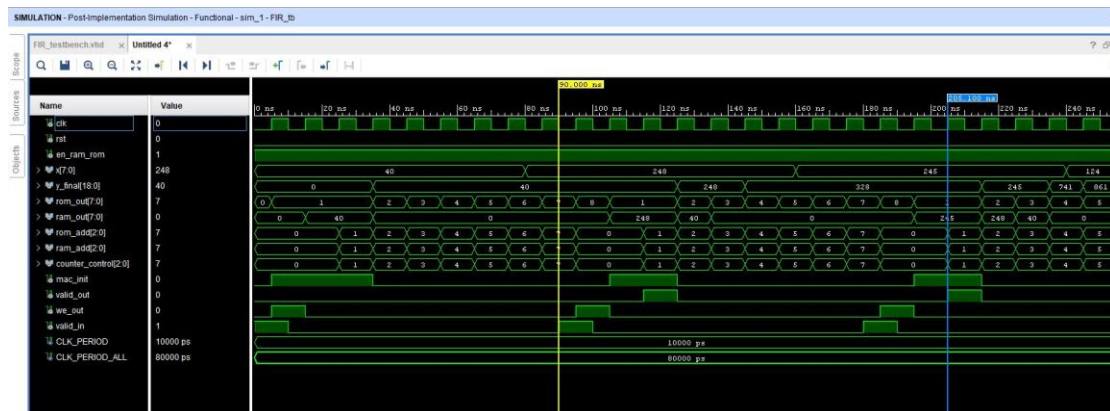 SIMULATION - Post-Implementation Simulation - Functional - sim_1 - FIR_tb
FIR_testbench.vhd × Untitled 4* ×
Scope
Sources
Objects
90.000 ns
Name Value
0 ns 20 ns 40 ns 60 ns 80 ns 100 ns 120 ns 140 ns 160 ns 180 ns 200 ns 220 ns 240 ns
clk 0
rst 0
en_ram_rom 1
x[7:0] 248 40 248 245 124
y_final[18:0] 40 0 40 248 328 245 741 861
rom_out[7:0] 7 0 1 2 3 4 5 6 7 8 1 2 3 4 5 6 7 8 2 3 4 5
ram_out[7:0] 0 0 40 0 248 40 0 245 248 40 0
rom_add[2:0] 7 0 1 2 3 4 5 6 0 1 2 3 4 5 6 7 0 1 2 3 4 5
ram_add[2:0] 7 0 1 2 3 4 5 6 0 1 2 3 4 5 6 7 0 1 2 3 4 5
counter_control[2:0] 7 0 1 2 3 4 5 6 0 1 2 3 4 5 6 7 0 1 2 3 4 5
mac_init 0
valid_out 0
we_out 0
valid_in 1
CLK_PERIOD 10000 ps 10000 ps
CLK_PERIOD_ALL 80000 ps 80000 ps